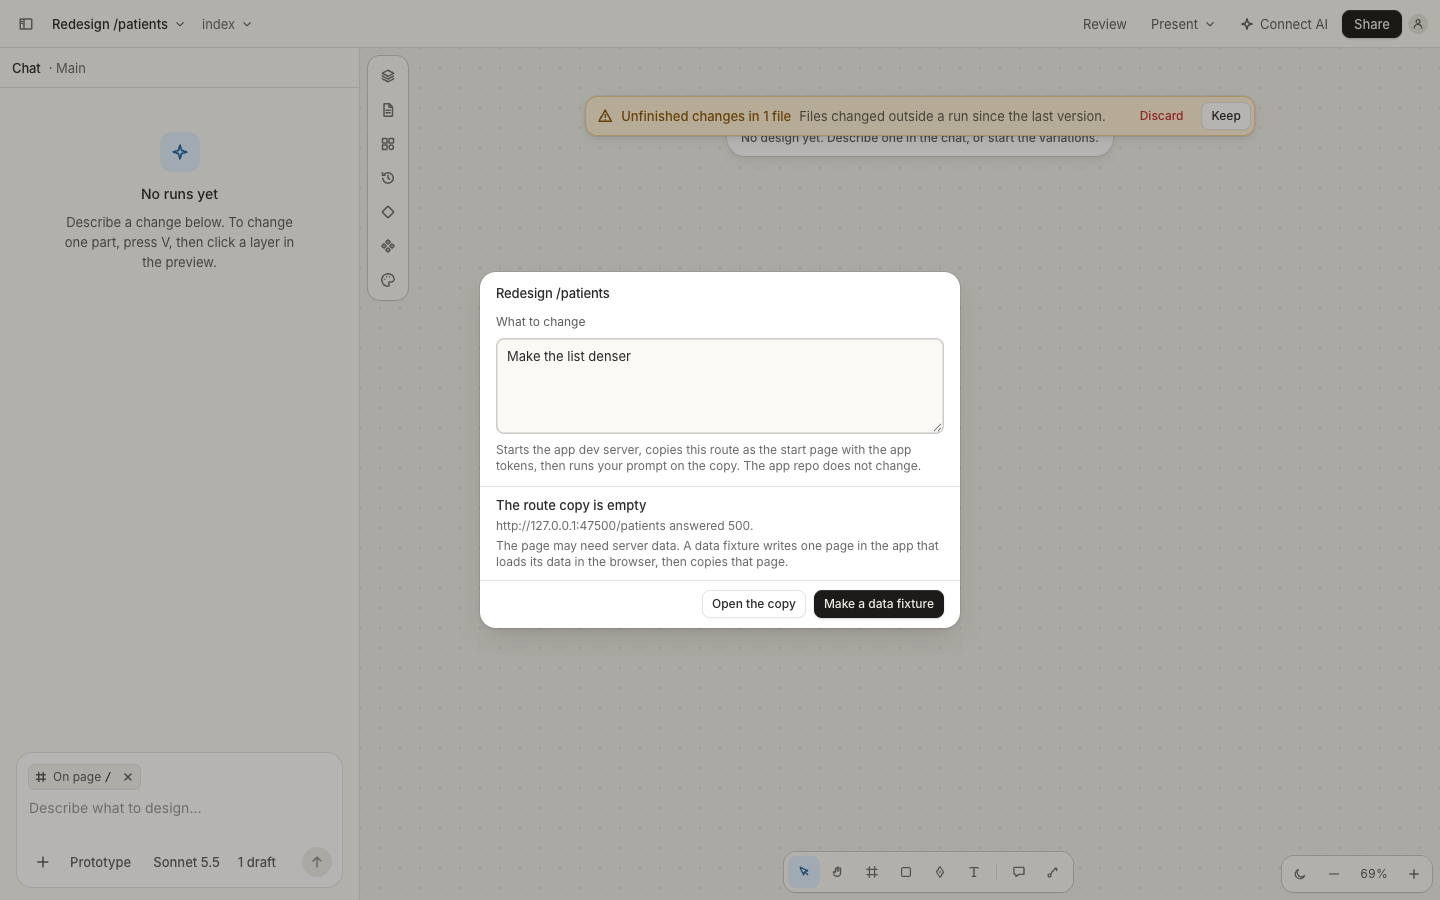 Redesign /patients
index
Review
Present
Connect AI
Share
Chat · Main
Unfinished changes in 1 file Files changed outside a run since the last version.
Discard
Keep
No design yet. Describe one in the chat, or start the variations.
No runs yet
Describe a change below. To change
one part, press V, then click a layer in
the preview.
Redesign /patients
What to change
Make the list denser
Starts the app dev server, copies this route as the start page with the app
tokens, then runs your prompt on the copy. The app repo does not change.
The route copy is empty
http://127.0.0.1:47500/patients answered 500.
The page may need server data. A data fixture writes one page in the app that
loads its data in the browser, then copies that page.
Open the copy
Make a data fixture
On page /
Describe what to design...
Prototype
Sonnet 5.5
1 draft
T
69%